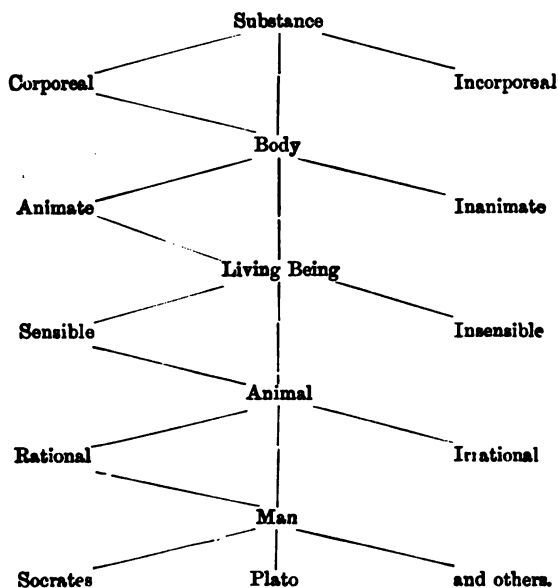 Substance
Corporeal Incorporeal
Body
Animate Inanimate
Living Being
Sensible Insensible
Animal
Rational Irrational
Man
Socrates Plato and others.